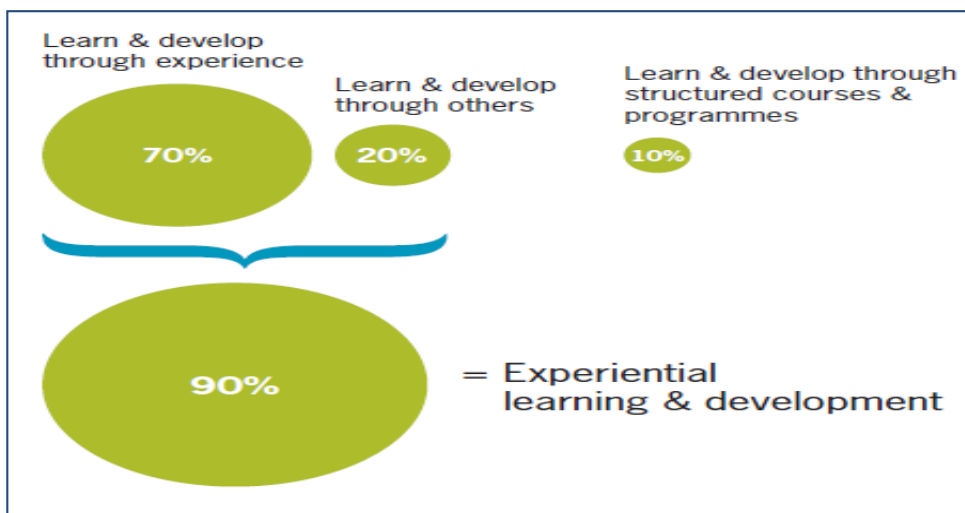 Learn & develop
through experience
70%
Learn & develop
through others
20%
Learn & develop through
structured courses &
programmes
10%
90%
= Experiential
learning & development